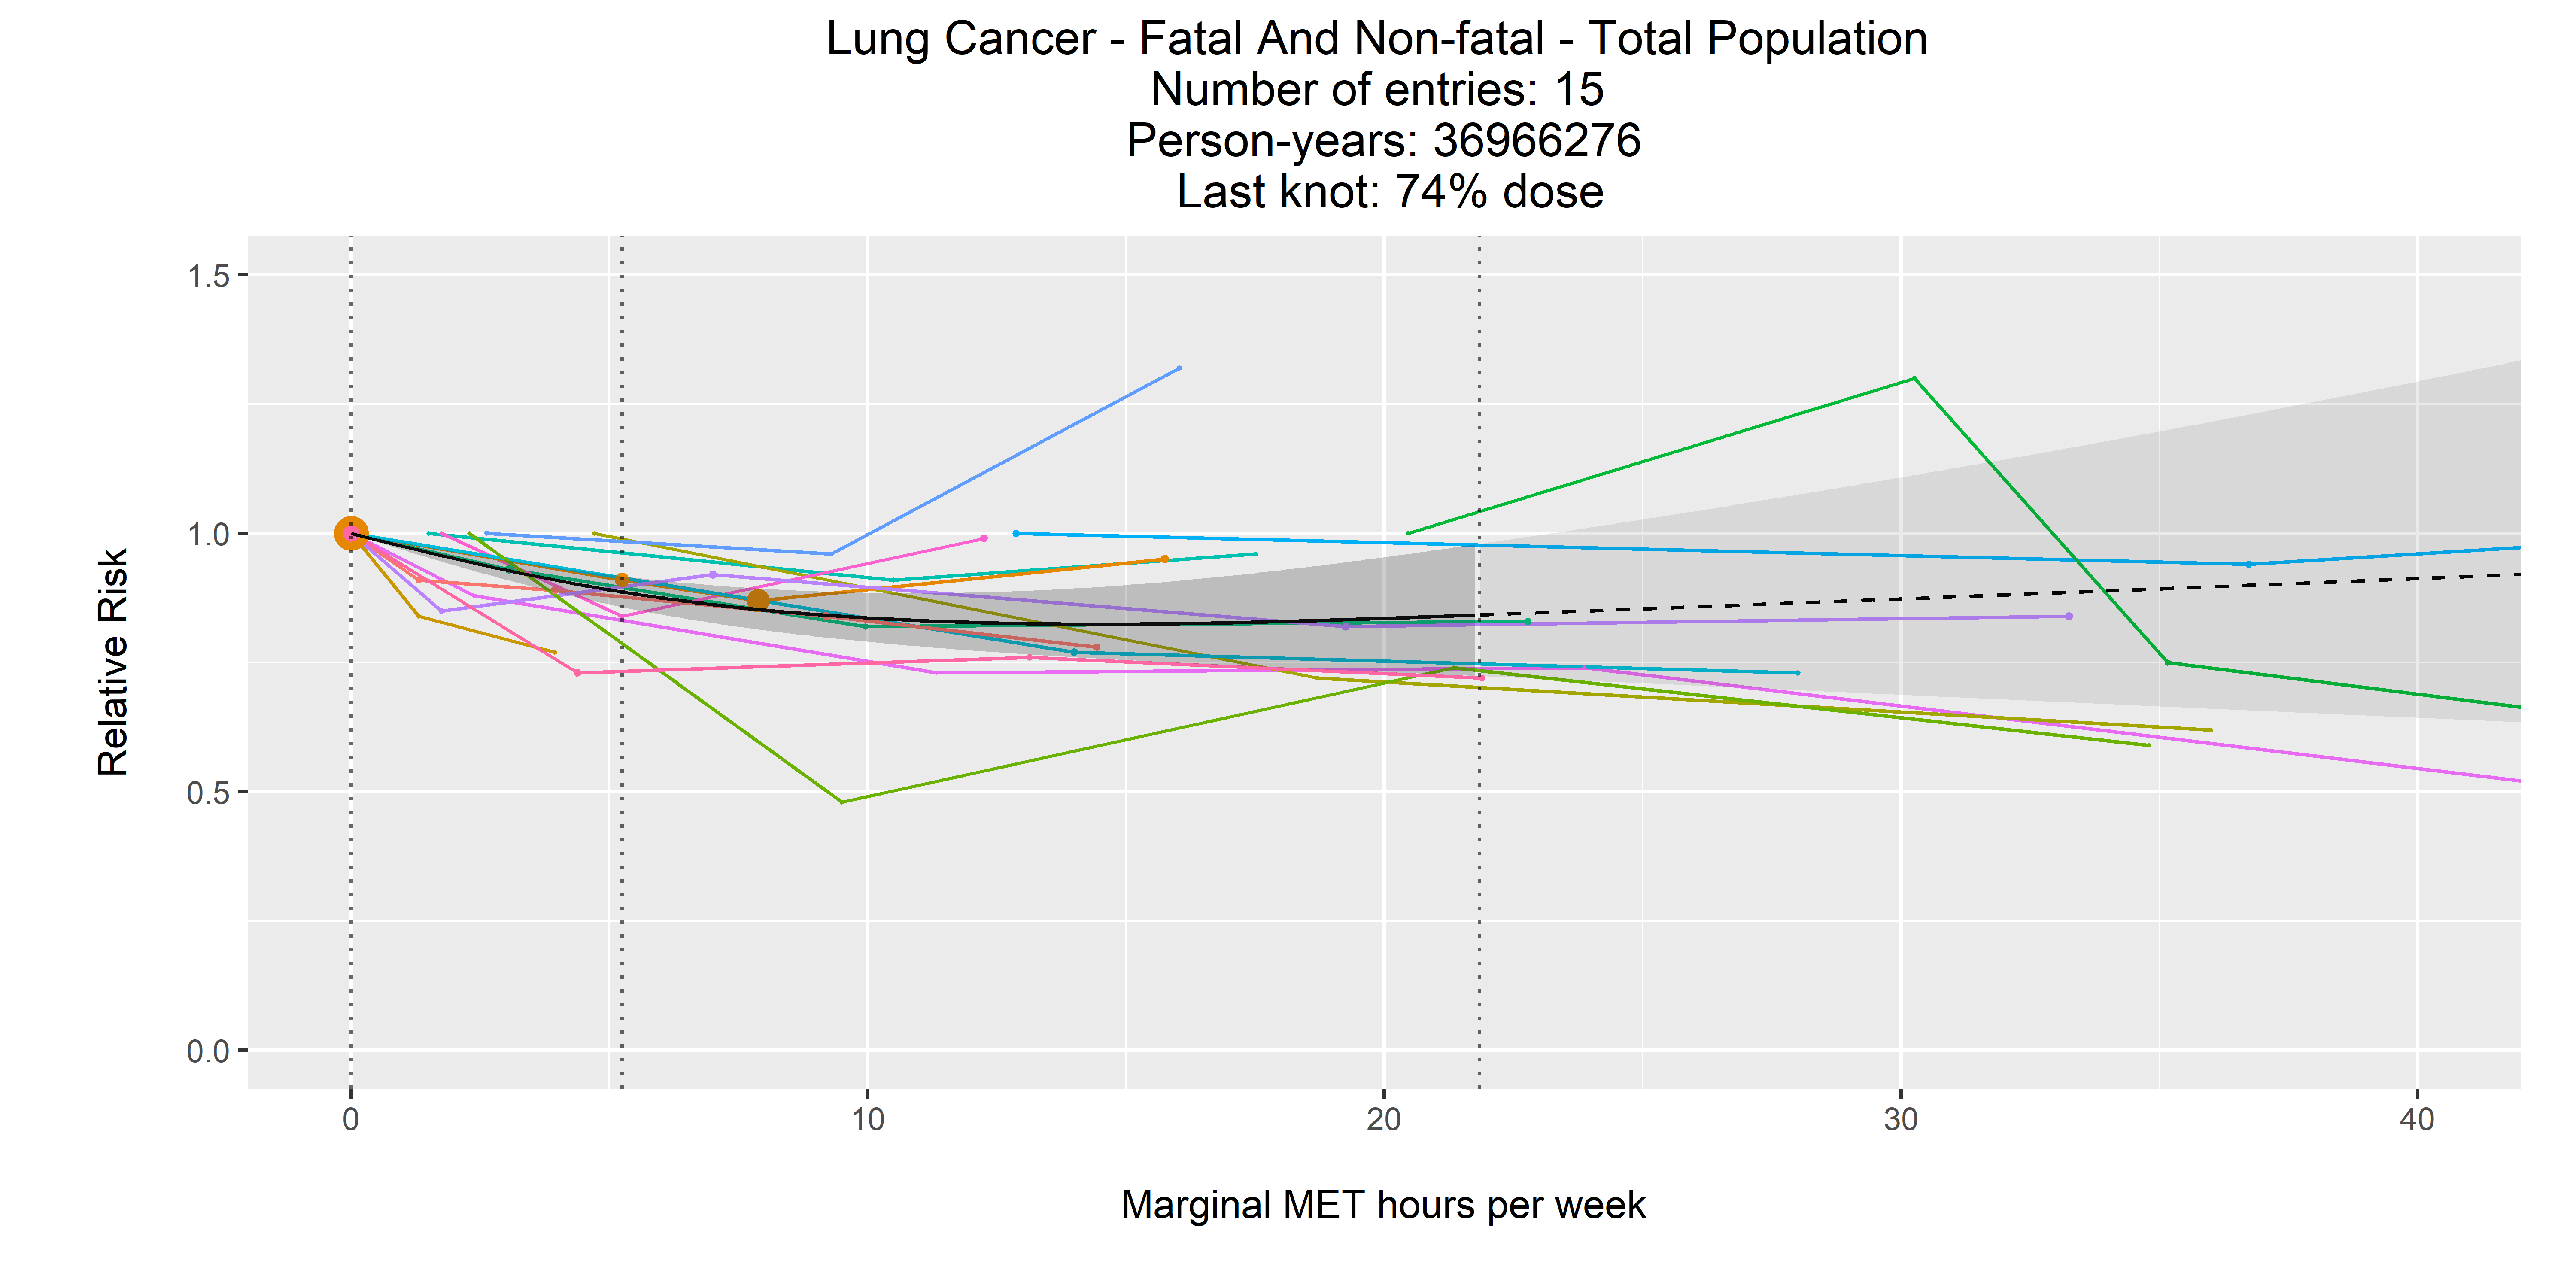 Lung Cancer - Fatal And Non-fatal - Total Population
Number of entries: 15
Person-years: 36966276
Last knot: 74% dose
1.5
1.0
0.5
0.0
Relative Risk
0 10 20 30 40
Marginal MET hours per week